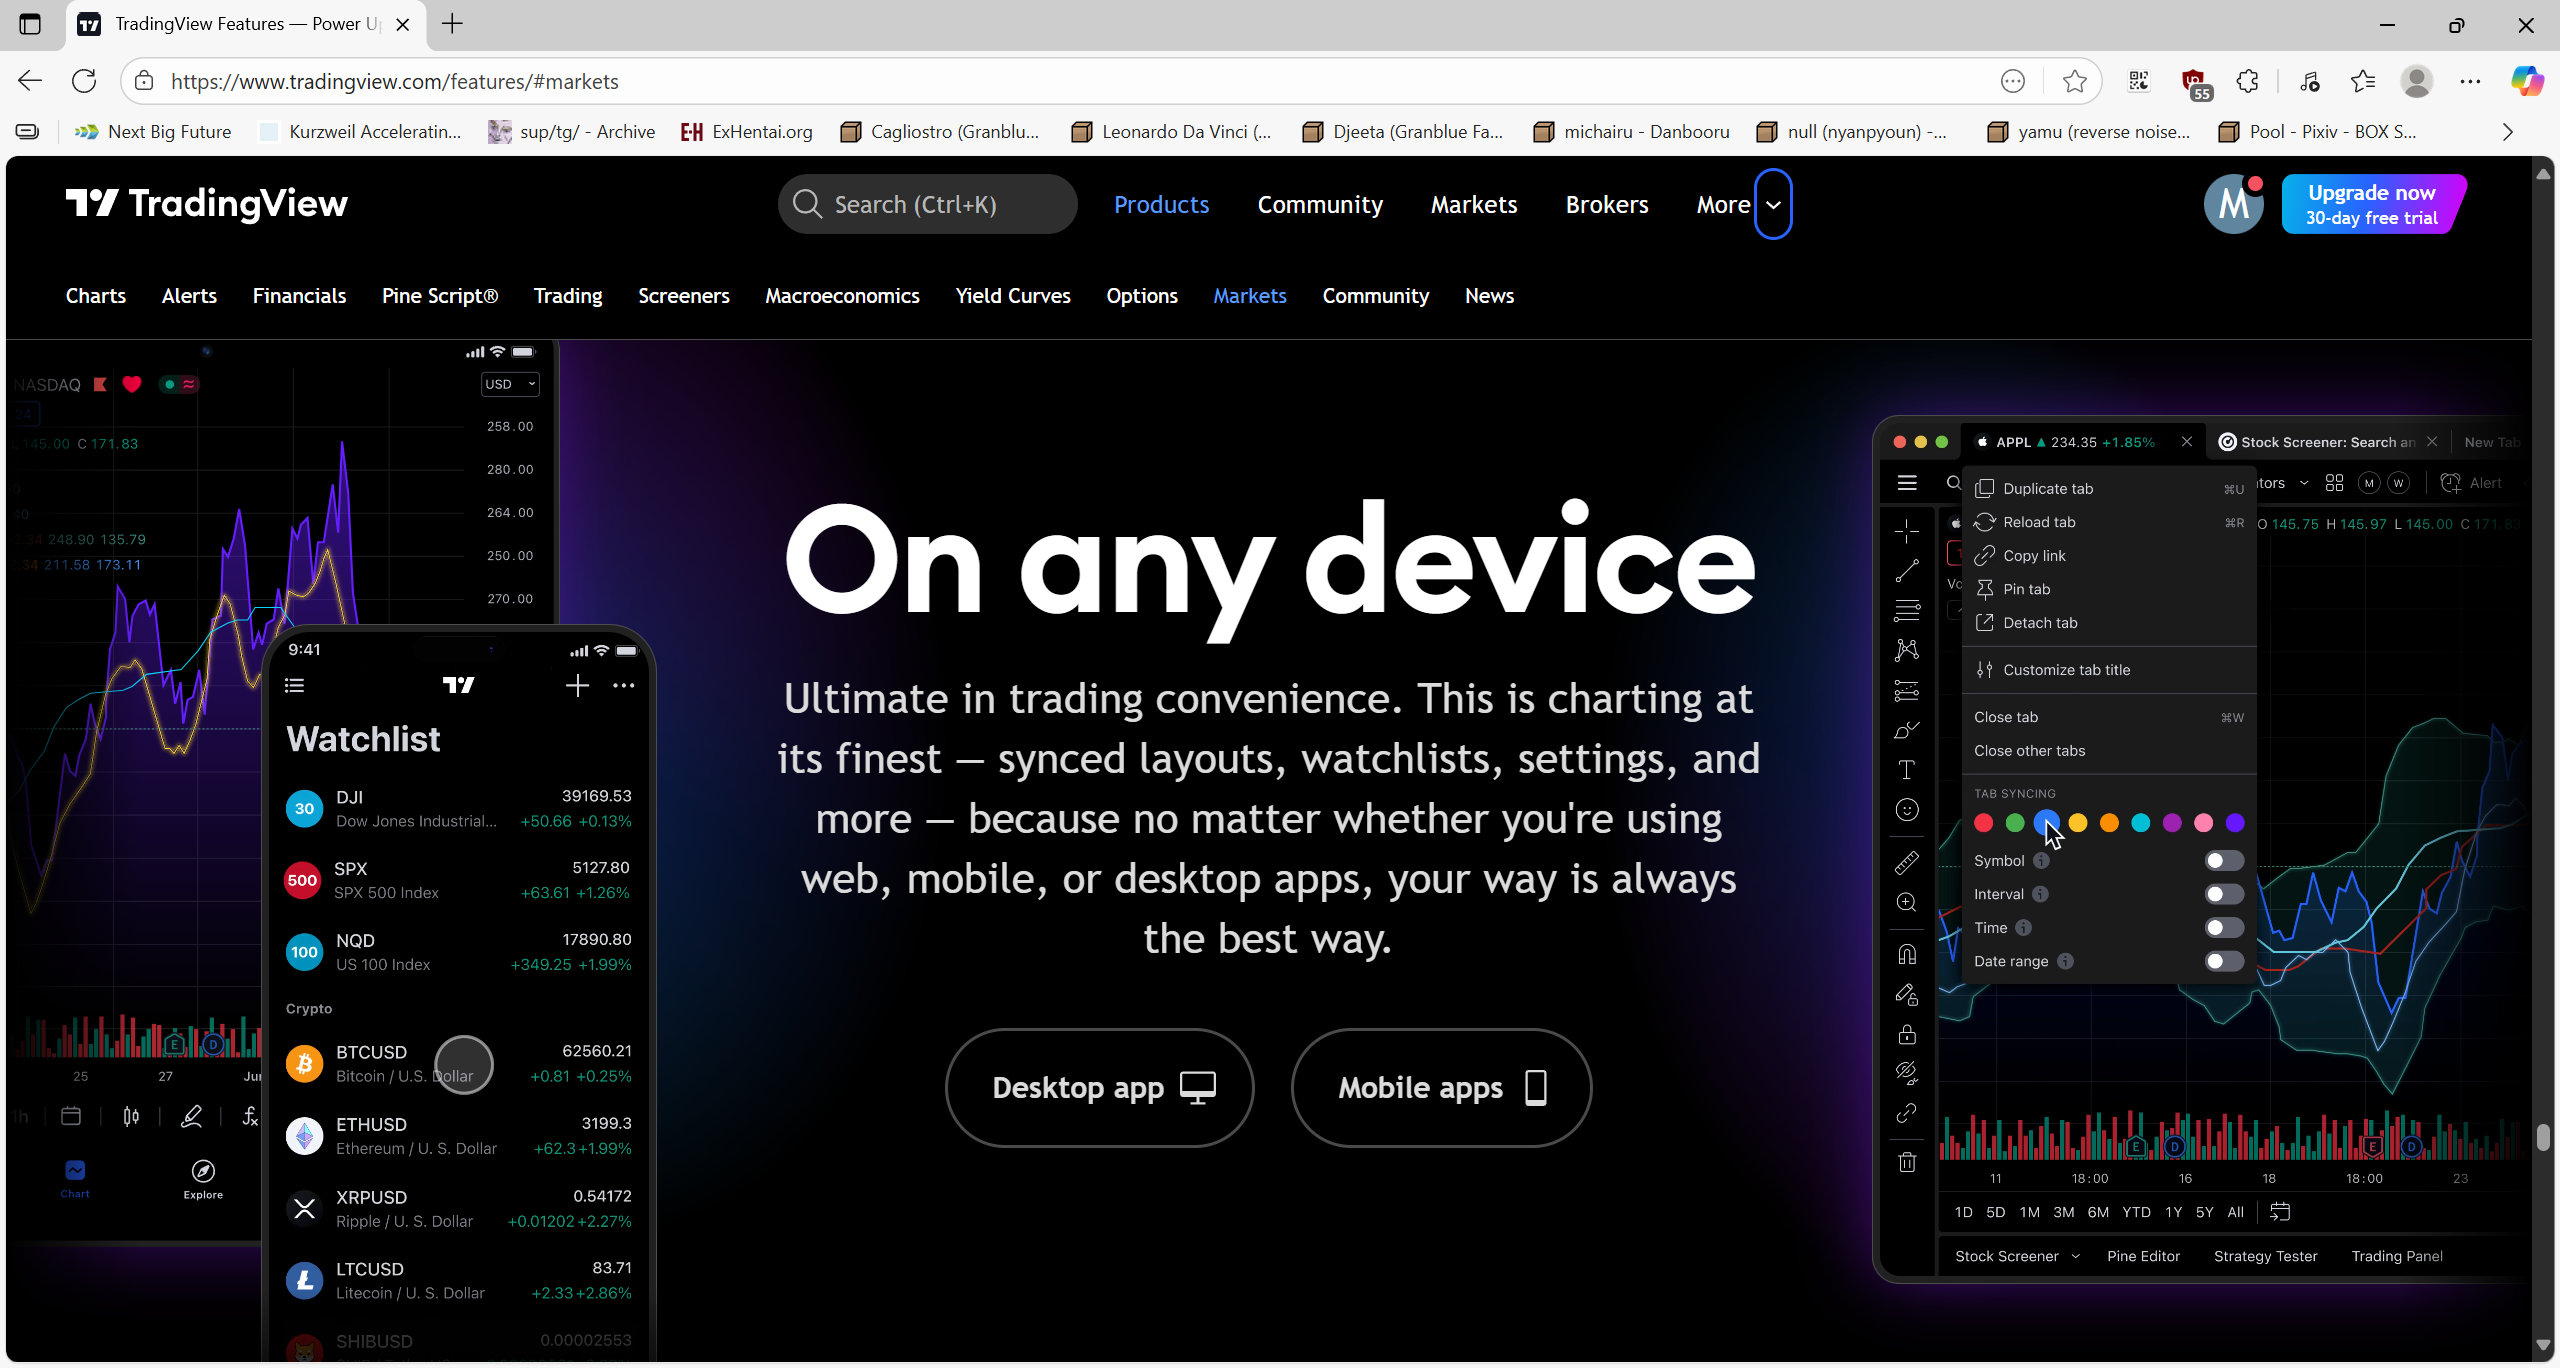 TradingView Features — Power Up
https://www.tradingview.com/features/#markets
55
Next Big Future
Kurzweil Acceleratin...
sup/tg/ - Archive
E-H ExHentai.org
Cagliostro (Granblu...
Leonardo Da Vinci (...
Djeeta (Granblue Fa...
michairu - Danbooru
null (nyanpyoun) -...
yamu (reverse noise...
Pool - Pixiv - BOX S...
TradingView
Search (Ctrl+K)
Products
Community
Markets
Brokers
More
M
Upgrade now
30-day free trial
Charts
Alerts
Financials
Pine Script®
Trading
Screeners
Macroeconomics
Yield Curves
Options
Markets
Community
News
NASDAQ
USD
24
145.00 C171.83
258.00
280.00
264.00
250.00
270.00
248.90 135.79
211.58 173.11
E
D
25
27
Chart
Explore
9:41
Watchlist
30
DJI
39169.53
Dow Jones Industrial...
+50.66 +0.13%
500
SPX
5127.80
SPX 500 Index
+63.61 +1.26%
100
NQD
17890.80
US 100 Index
+349.25 +1.99%
Crypto
BTCUSD
62560.21
Bitcoin / U.S. Dollar
+0.81 +0.25%
ETHUSD
3199.3
Ethereum / U. S. Dollar
+62.3 +1.99%
XRPUSD
0.54172
Ripple / U. S. Dollar
+0.01202 +2.27%
LTCUSD
83.71
Litecoin / U. S. Dollar
+2.33 +2.86%
SHIBUSD
0.00002553
On any device
Ultimate in trading convenience. This is charting at
its finest — synced layouts, watchlists, settings, and
more — because no matter whether you're using
web, mobile, or desktop apps, your way is always
the best way.
Desktop app
Mobile apps
APPL ▲ 234.35 +1.85%
Stock Screener: Search an
New Tab
tors
M
W
Alert
O 145.75 H 145.97 L 145.00 C 171.83
Duplicate tab ⌘U
Reload tab ⌘R
Copy link
Pin tab
Detach tab
Customize tab title
Close tab ⌘W
Close other tabs
TAB SYNCING
Symbol
Interval
Time
Date range
E
D
E
D
11
18:00
16
18
18:00
23
1D 5D 1M 3M 6M YTD 1Y 5Y All
Stock Screener
Pine Editor
Strategy Tester
Trading Panel